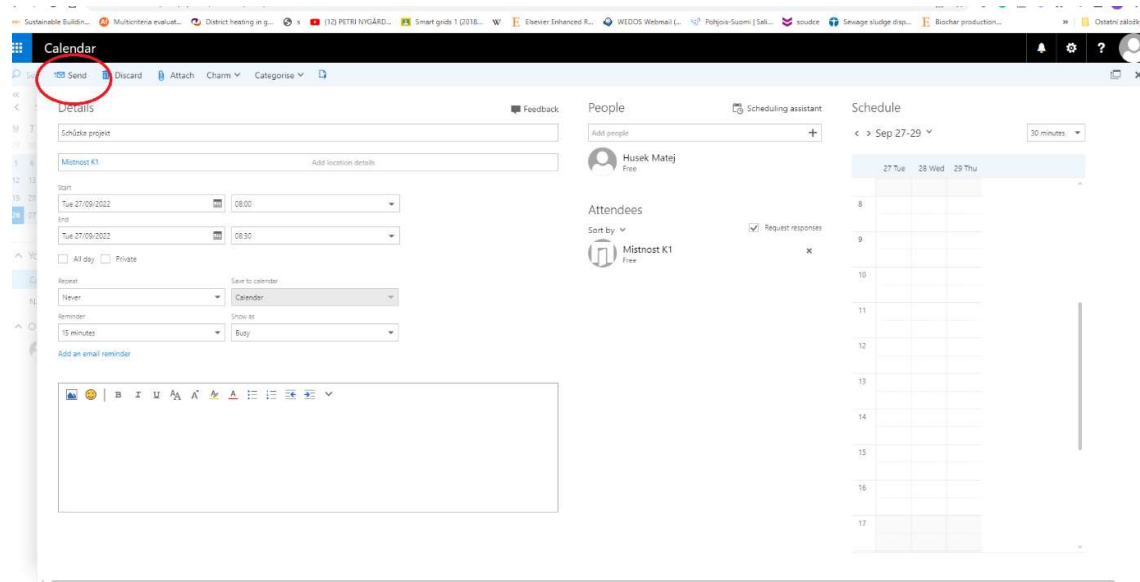 Sustainable Buildin... Multicriteria evaluat... District heating in g... x (12) PETRI NYGÅRD... Smart grids 1 (2018... W Elsevier Enhanced R... WEDOS Webmail (... Pohjois-Suomi | Sali... soudce Sewage sludge disp... Biochar production... » Ostatní záložk
Calendar ?
Send Discard Attach Charm Categorise
Details Feedback People Scheduling assistant Schedule
Schůzka projekt Add people + Sep 27-29 30 minutes
Místnost K1 Add location details Husek Matej
Free
27 Tue 28 Wed 29 Thu
Start
Tue 27/09/2022 08:00
End
Tue 27/09/2022 08:30
All day Private
Attendees
Sort by Request responses
Místnost K1 x
Free
Repeat Save to calendar
Never Calendar
Reminder Show as
15 minutes Busy
Add an email reminder
B I U
8
9
10
11
12
13
14
15
16
17